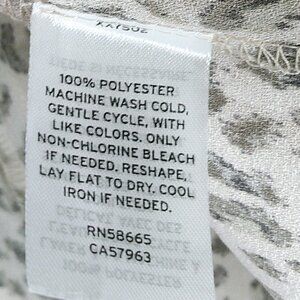 100% POLYESTER
MACHINE WASH COLD,
GENTLE CYCLE, WITH
LIKE COLORS. ONLY
NON-CHLORINE BLEACH
IF NEEDED. RESHAPE,
LAY FLAT TO DRY. COOL
IRON IF NEEDED.
RN58665
CA57963